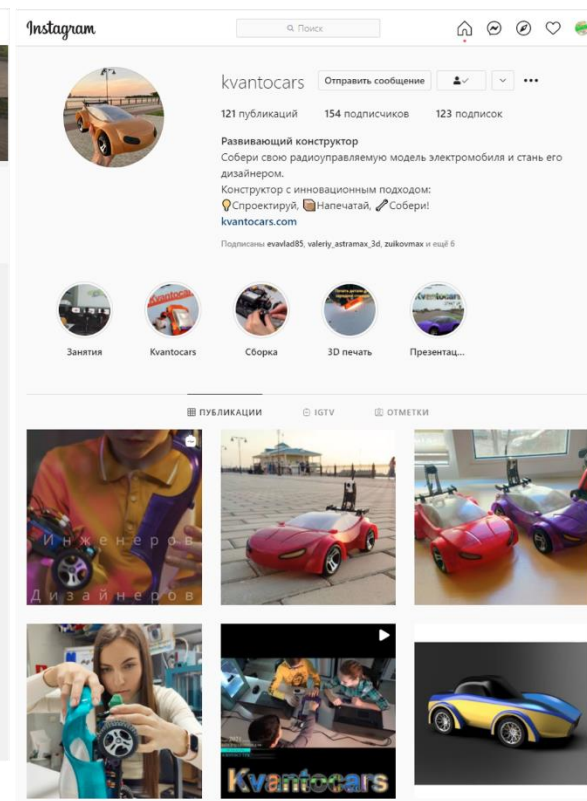 Instagram
Поиск
kvantocars
Отправить сообщение
121 публикаций 154 подписчиков 123 подписок
Развивающий конструктор
Собери свою радиоуправляемую модель электромобиля и стань его
дизайнером.
Конструктор с инновационным подходом:
Спроектируй, Напечатай, Собери!
kvantocars.com
Подписаны evavlad85, valeriy_astramax_3d, zuikovmax и ещё 6
Kvantocars
Занятия Kvantocars Сборка 3D печать Презентац...
ПУБЛИКАЦИИ IGTV ОТМЕТКИ
Инженеров
Дизайнеров
Kvantocars